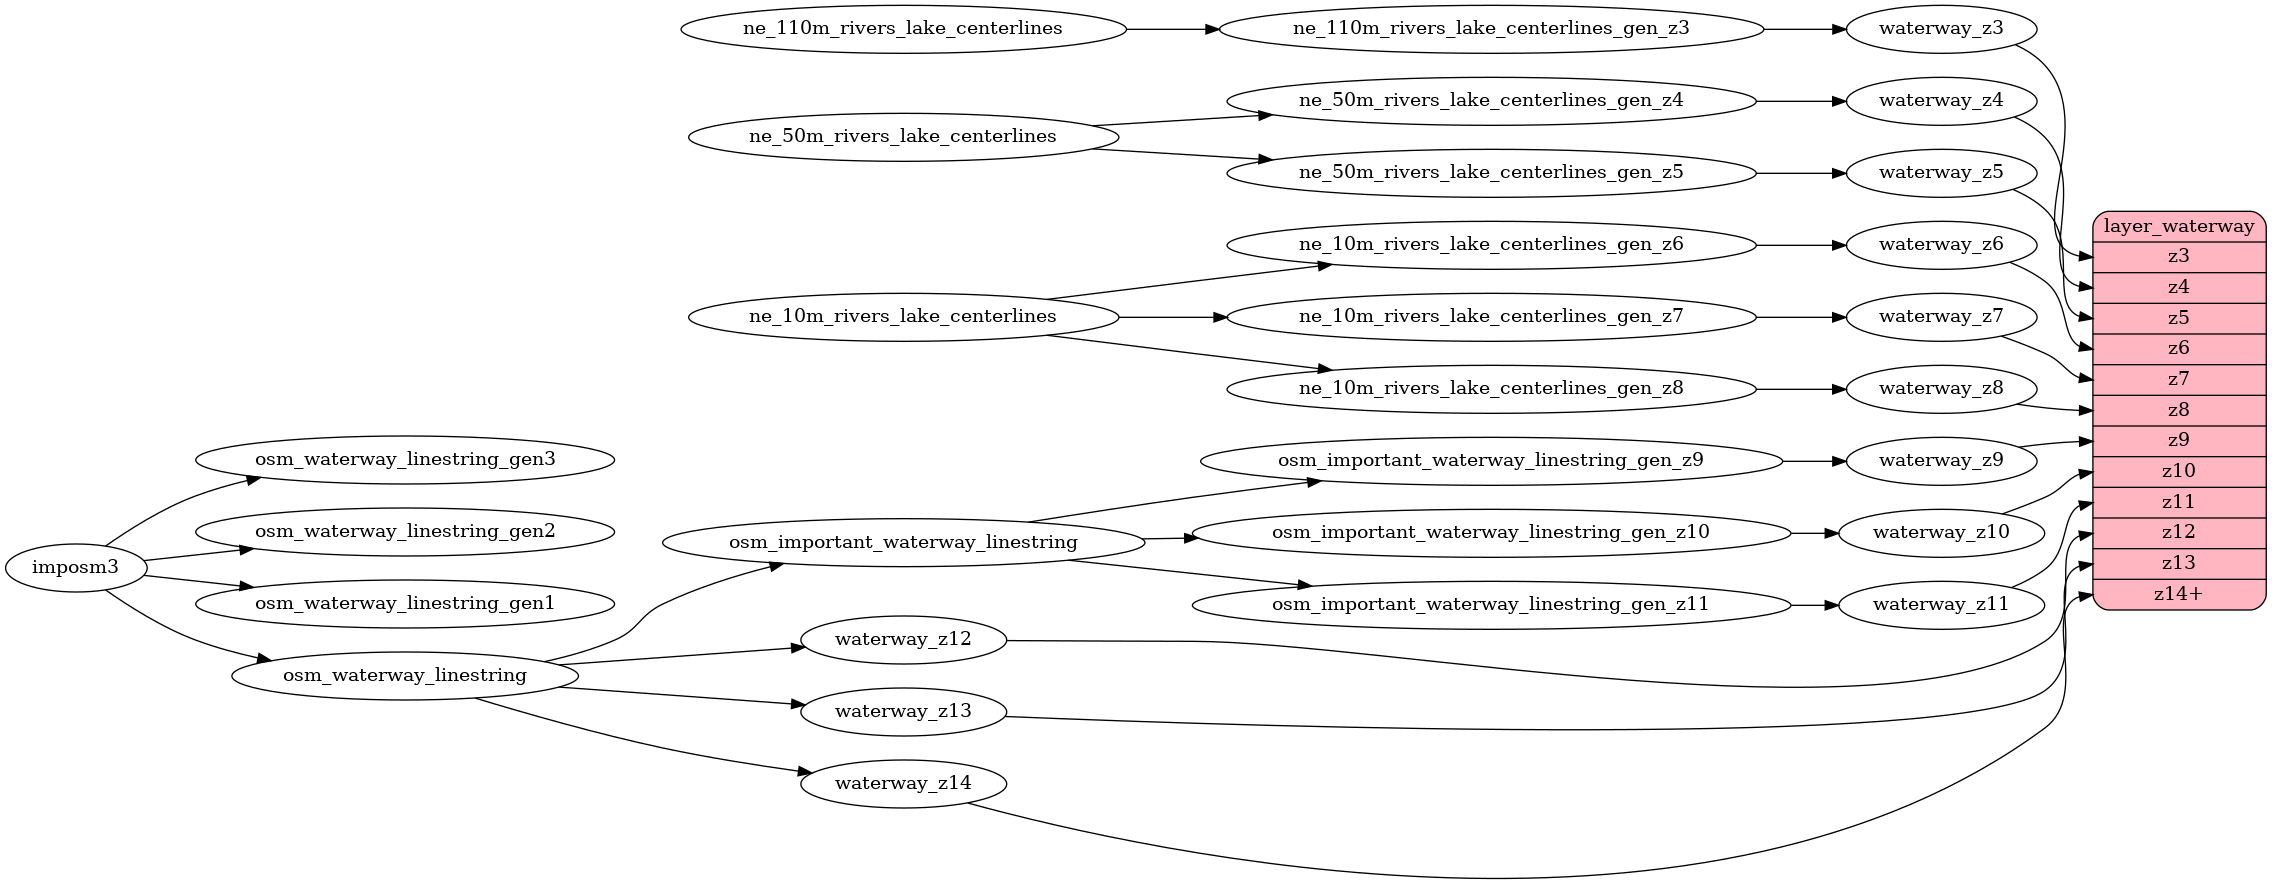 ne_110m_rivers_lake_centerlines
ne_110m_rivers_lake_centerlines_gen_z3
waterway_z3
ne_50m_rivers_lake_centerlines
ne_50m_rivers_lake_centerlines_gen_z4
waterway_z4
ne_50m_rivers_lake_centerlines_gen_z5
waterway_z5
ne_10m_rivers_lake_centerlines
ne_10m_rivers_lake_centerlines_gen_z6
waterway_z6
ne_10m_rivers_lake_centerlines_gen_z7
waterway_z7
ne_10m_rivers_lake_centerlines_gen_z8
waterway_z8
imposm3
osm_waterway_linestring_gen3
osm_waterway_linestring_gen2
osm_waterway_linestring_gen1
osm_waterway_linestring
osm_important_waterway_linestring
osm_important_waterway_linestring_gen_z9
waterway_z9
osm_important_waterway_linestring_gen_z10
waterway_z10
osm_important_waterway_linestring_gen_z11
waterway_z11
waterway_z12
waterway_z13
waterway_z14
layer_waterway
z3
z4
z5
z6
z7
z8
z9
z10
z11
z12
z13
z14+